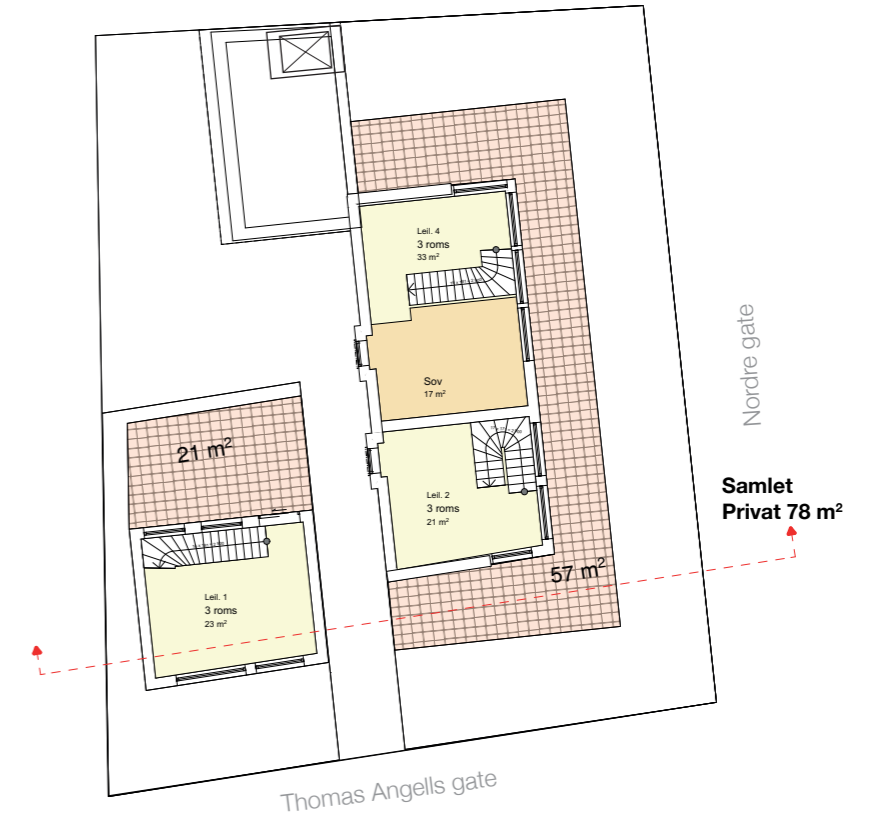 Leil. 4
3 roms
33 m²
Nordre gate
Sov
17 m²
21 m²
Samlet
Privat 78 m²
Leil. 2
3 roms
21 m²
57 m²
Leil. 1
3 roms
23 m²
Thomas Angells gate